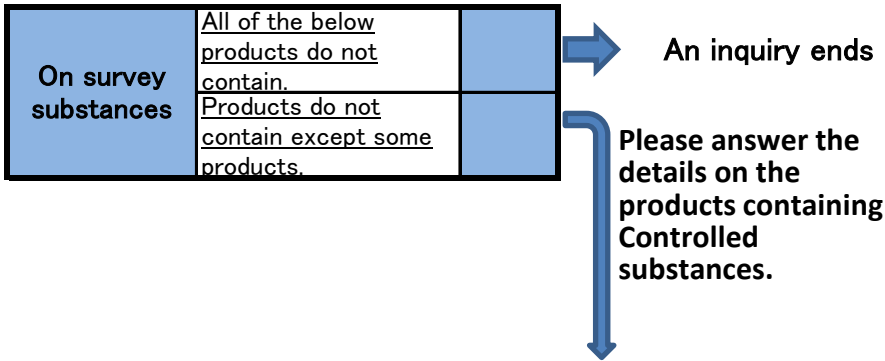 On survey
substances
All of the below
products do not
contain.
Products do not
contain except some
products.
An inquiry ends
Please answer the
details on the
products containing
Controlled
substances.